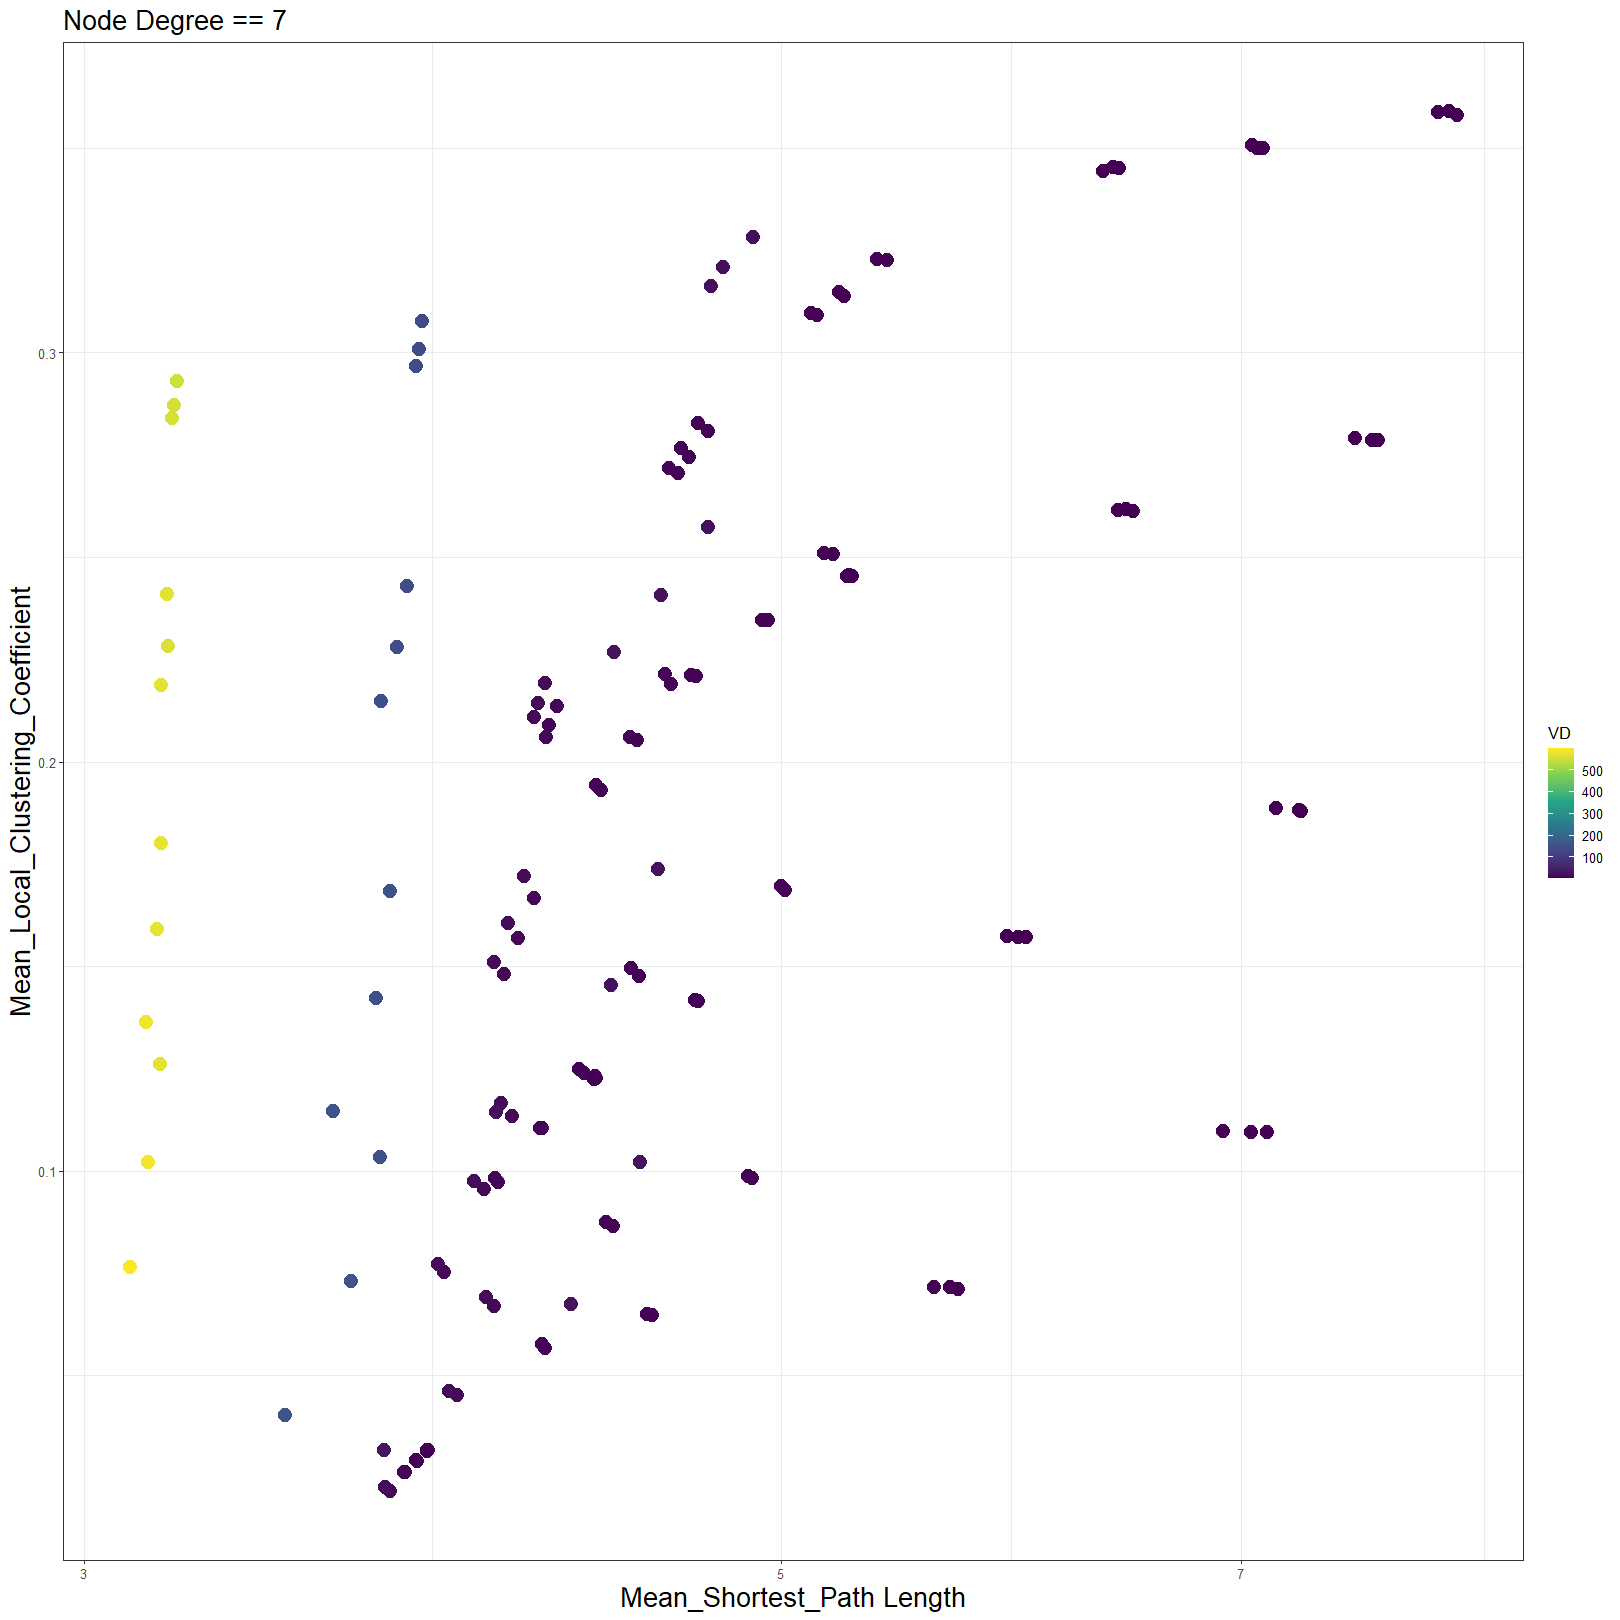 Node Degree == 7
Mean_Local_Clustering_Coefficient
0.3
0.2
0.1
3
5
7
Mean_Shortest_Path Length
VD
500
400
300
200
100